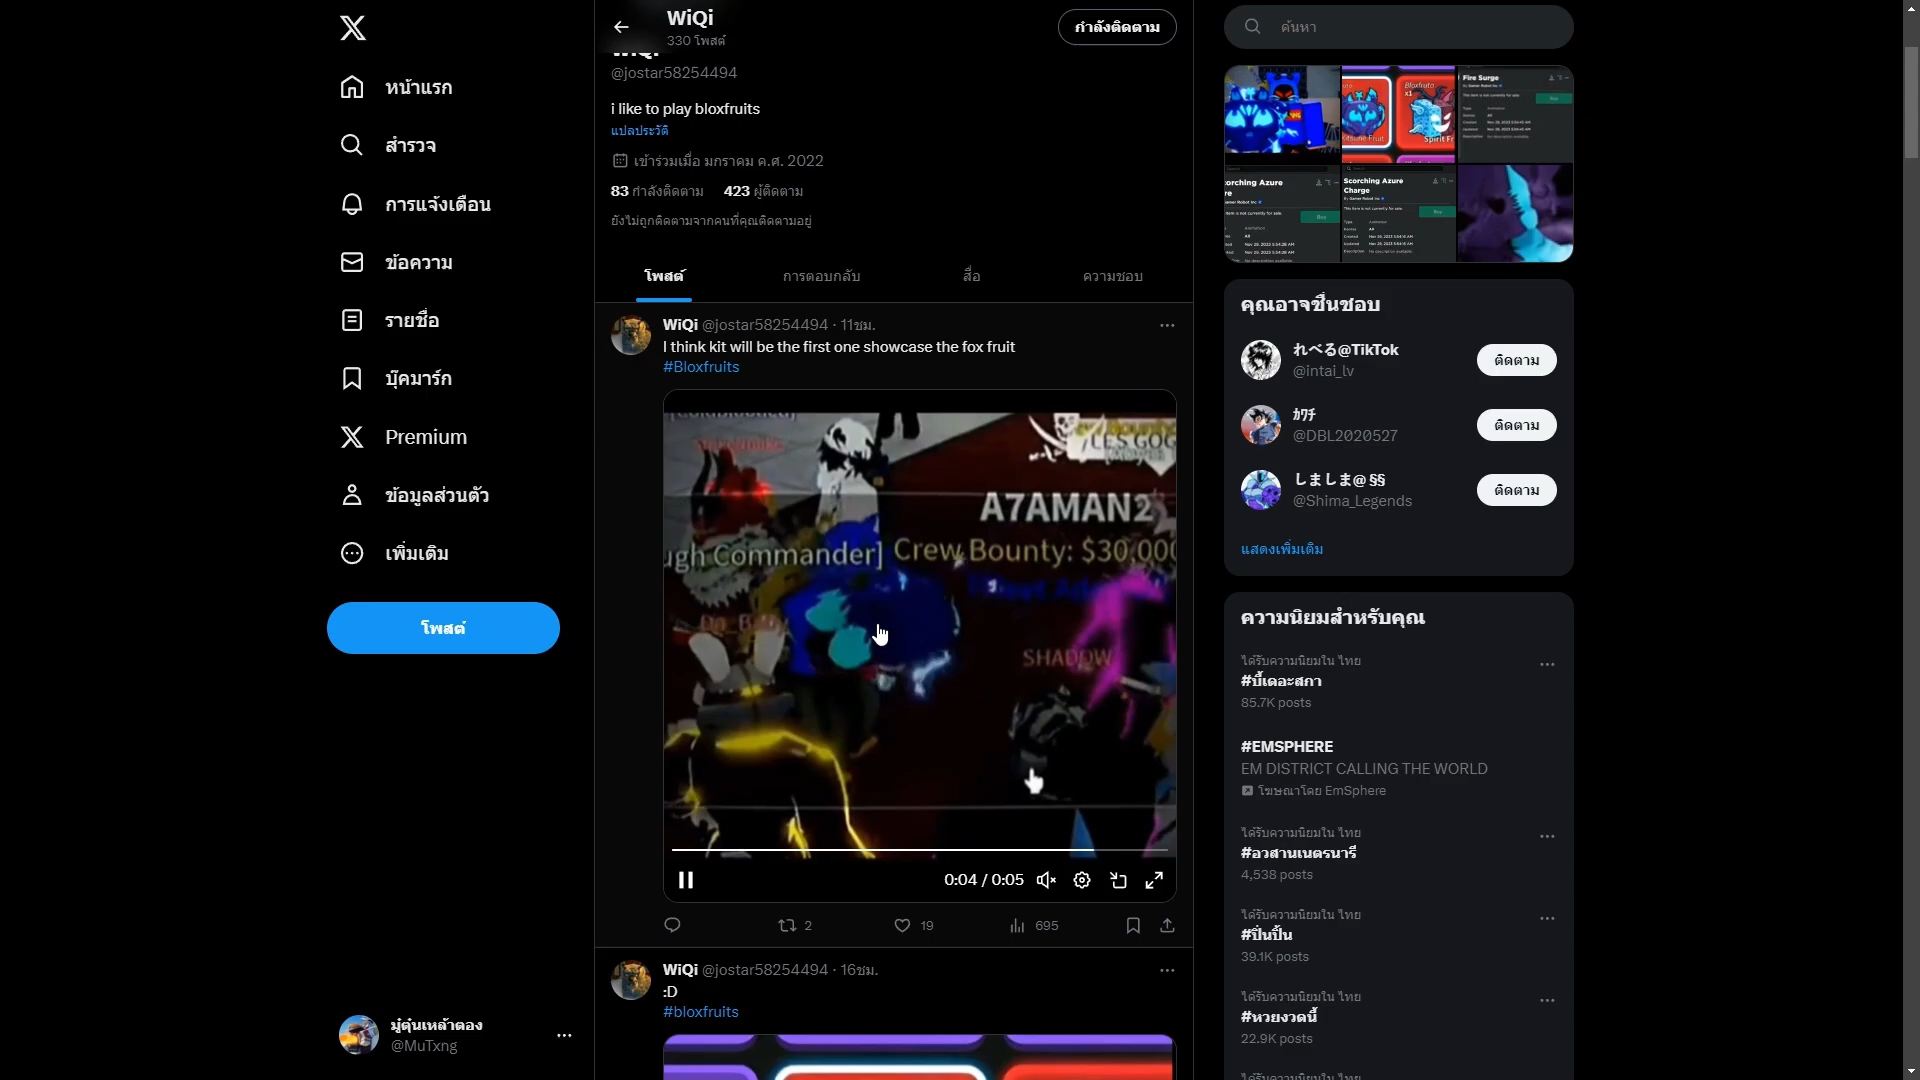 หน้าแรก
สำรวจ
การแจ้งเตือน
ข้อความ
รายชื่อ
บุ๊คมาร์ก
Premium
ข้อมูลส่วนตัว
เพิ่มเติม
โพสต์
@MuTxng
WiQi
330 โพสต์
กำลังติดตาม
@jostar58254494
i like to play bloxfruits
แปลประวัติ
เข้าร่วมเมื่อ มกราคม ค.ศ. 2022
83 กำลังติดตาม 423 ผู้ติดตาม
ยังไม่ถูกติดตามจากคนที่คุณติดตามอยู่
โพสต์ การตอบกลับ สื่อ ความชอบ
WiQi @jostar58254494 · 11ชม.
I think kit will be the first one showcase the fox fruit
#Bloxfruits
A7AMAN2
Commander] Crew Bounty: $30,000
SHADOW
0:04 / 0:05
2 19 695
WiQi @jostar58254494 · 16ชม.
:D
#bloxfruits
ค้นหา
Fire Surge
Scorching Azure
Charge
คุณอาจชื่นชอบ
れべる@TikTok
@intai_lv
ติดตาม
ｶﾜﾁ
@DBL2020527
ติดตาม
しましま@ §§
@Shima_Legends
ติดตาม
แสดงเพิ่มเติม
ความนิยมสำหรับคุณ
ได้รับความนิยมใน ไทย
#บี้เดอะสกา
85.7K posts
#EMSPHERE
EM DISTRICT CALLING THE WORLD
โฆษณาโดย EmSphere
ได้รับความนิยมใน ไทย
#อวสานเนตรนารี
4,538 posts
ได้รับความนิยมใน ไทย
#ปิ่นปิ้น
39.1K posts
ได้รับความนิยมใน ไทย
#หวยงวดนี้
22.9K posts